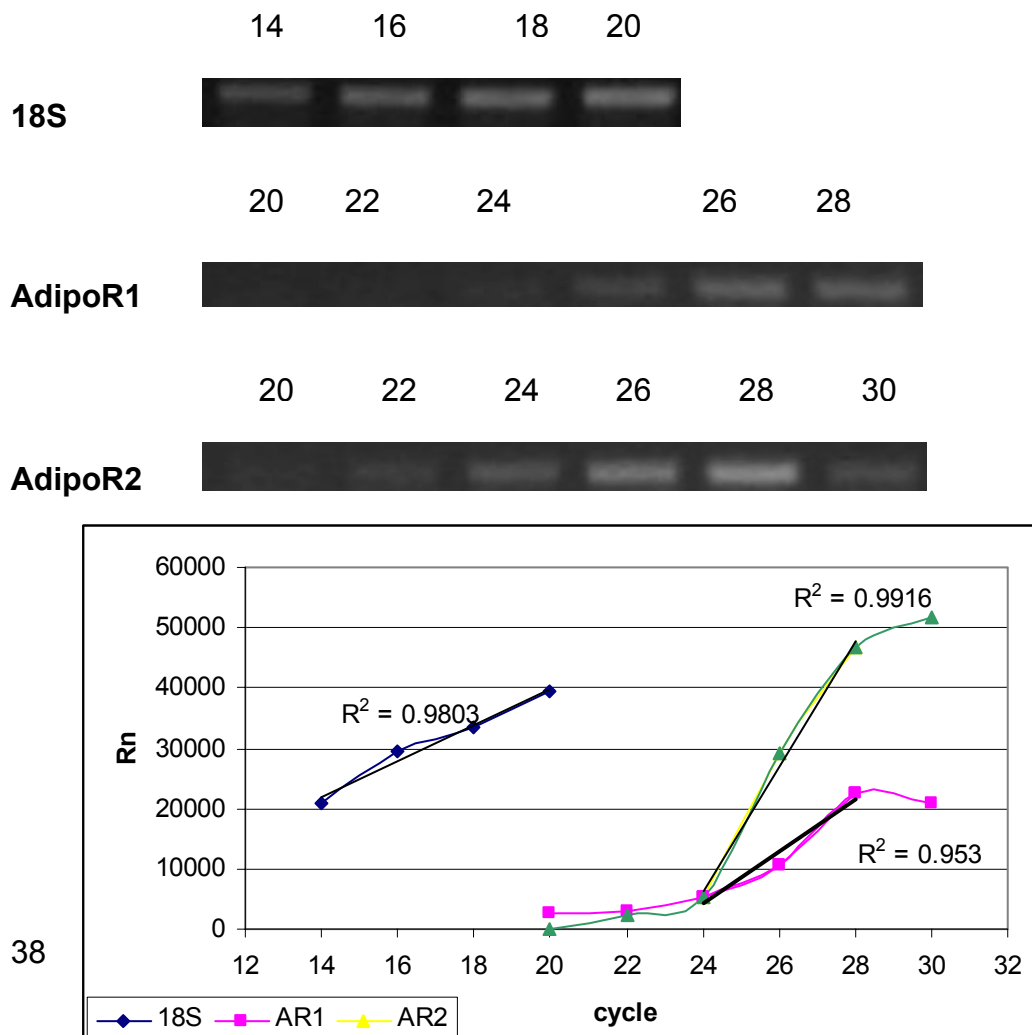 14 16 18 20
18S
20 22 24 26 28
AdipoR1
20 22 24 26 28 30
AdipoR2
60000
50000
40000
30000
20000
10000
0
Rn
R² = 0.9916
R² = 0.9803
R² = 0.953
12 14 16 18 20 22 24 26 28 30 32
cycle
18S AR1 AR2
38